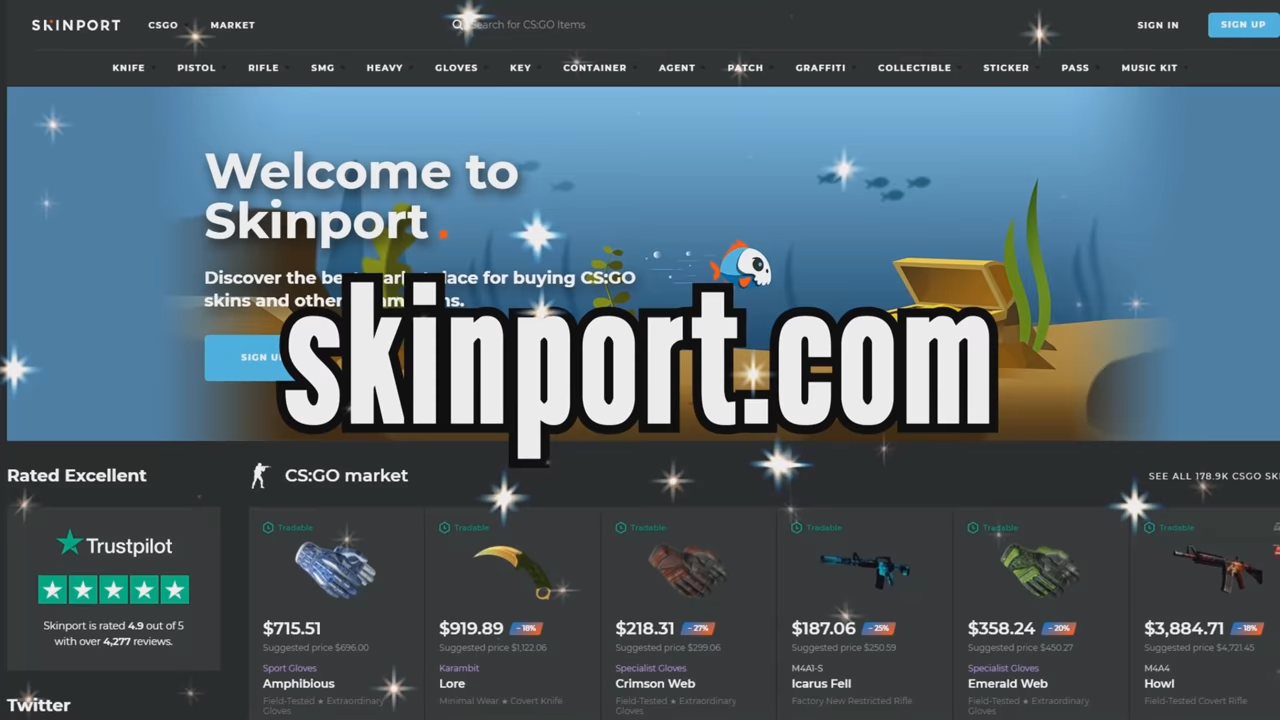 SKINPORT
CSGO
MARKET
Search for CS:GO Items
SIGN IN
SIGN UP
KNIFE
PISTOL
RIFLE
SMG
HEAVY
GLOVES
KEY
CONTAINER
AGENT
PATCH
GRAFFITI
COLLECTIBLE
STICKER
PASS
MUSIC KIT
Welcome to
Skinport.
Discover the for buying CS:GO
skins and other
SIGN
skinport.com
Rated Excellent
CS:GO market
SEE ALL 178.9K CSGO
Trustpilot
Skinport is rated 4.9 out of 5
with over 4,277 reviews.
Twitter
Tradable
$715.51
Suggested price $696.00
Sport Gloves
Amphibious
Field-Tested ★ Extraordinary
Gloves
Tradable
$919.89
- 18%
Suggested price $1,122.06
Karambit
Lore
Minimal Wear ★ Covert Knife
Tradable
$218.31
- 27%
Suggested price $299.06
Specialist Gloves
Crimson Web
Field-Tested ★ Extraordinary
Gloves
Tradable
$187.06
- 25%
Suggested price $250.59
M4A1-S
Icarus Fell
Factory New Restricted Rifle
Tradable
$358.24
- 20%
Suggested price $450.27
Specialist Gloves
Emerald Web
Field-Tested ★ Extraordinary
Gloves
Tradable
$3,884.71
- 18%
Suggested price $4,721.45
M4A4
Howl
Field-Tested Covert Rifle